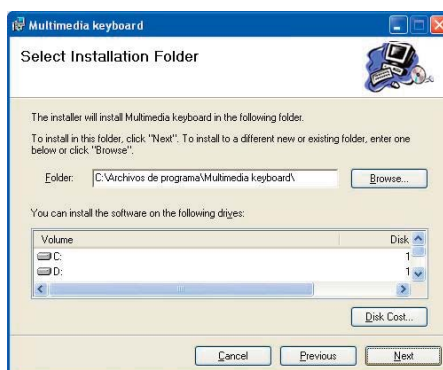 Multimedia keyboard
Select Installation Folder
The installer will install Multimedia keyboard in the following folder.
To install in this folder, click "Next". To install to a different new or existing folder, enter one
below or click "Browse".
Folder: C:\Archivos de programa\Multimedia keyboard\ Browse...
You can install the software on the following drives:
Volume Disk
C: 1
D: 1
Disk Cost...
Cancel Previous Next